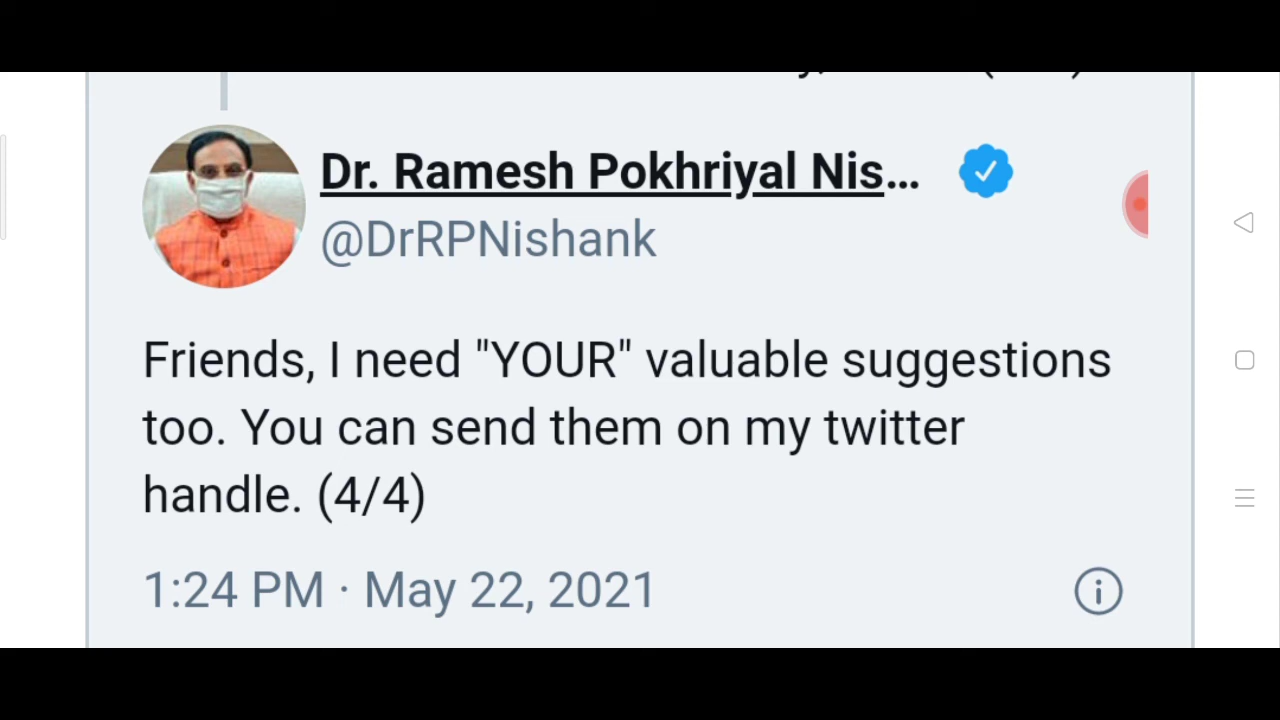 Dr. Ramesh Pokhriyal Nis...
@DrRPNishank
Friends, I need "YOUR" valuable suggestions
too. You can send them on my twitter
handle. (4/4)
1:24 PM · May 22, 2021